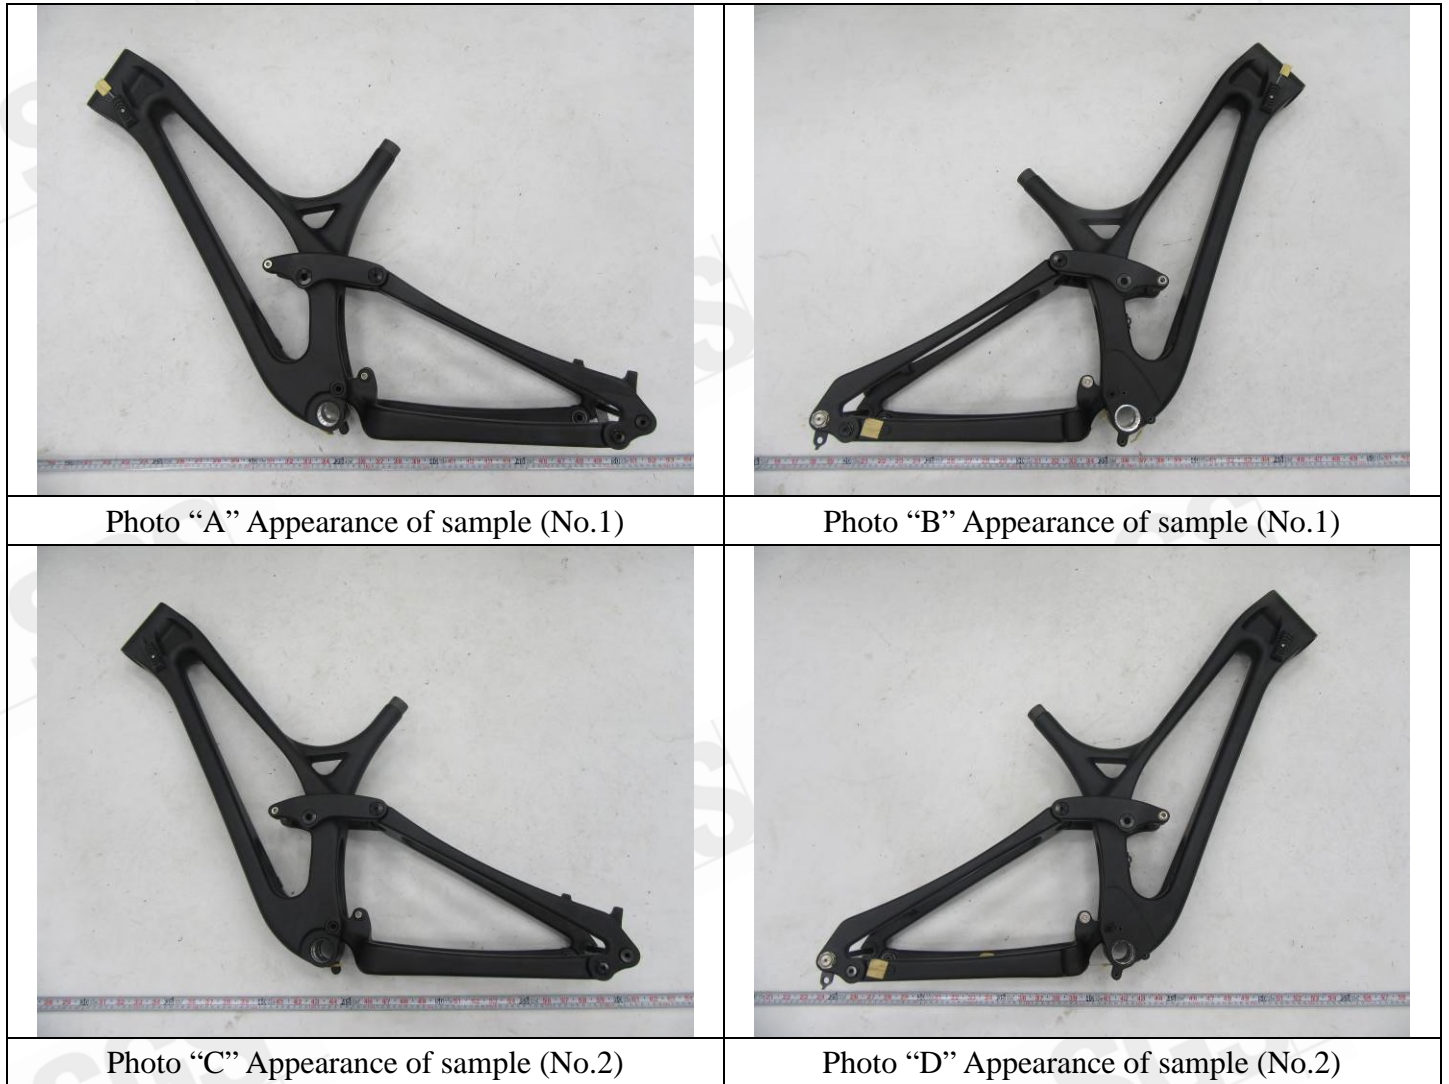 Photo “A” Appearance of sample (No.1)
Photo “B” Appearance of sample (No.1)
Photo “C” Appearance of sample (No.2)
Photo “D” Appearance of sample (No.2)